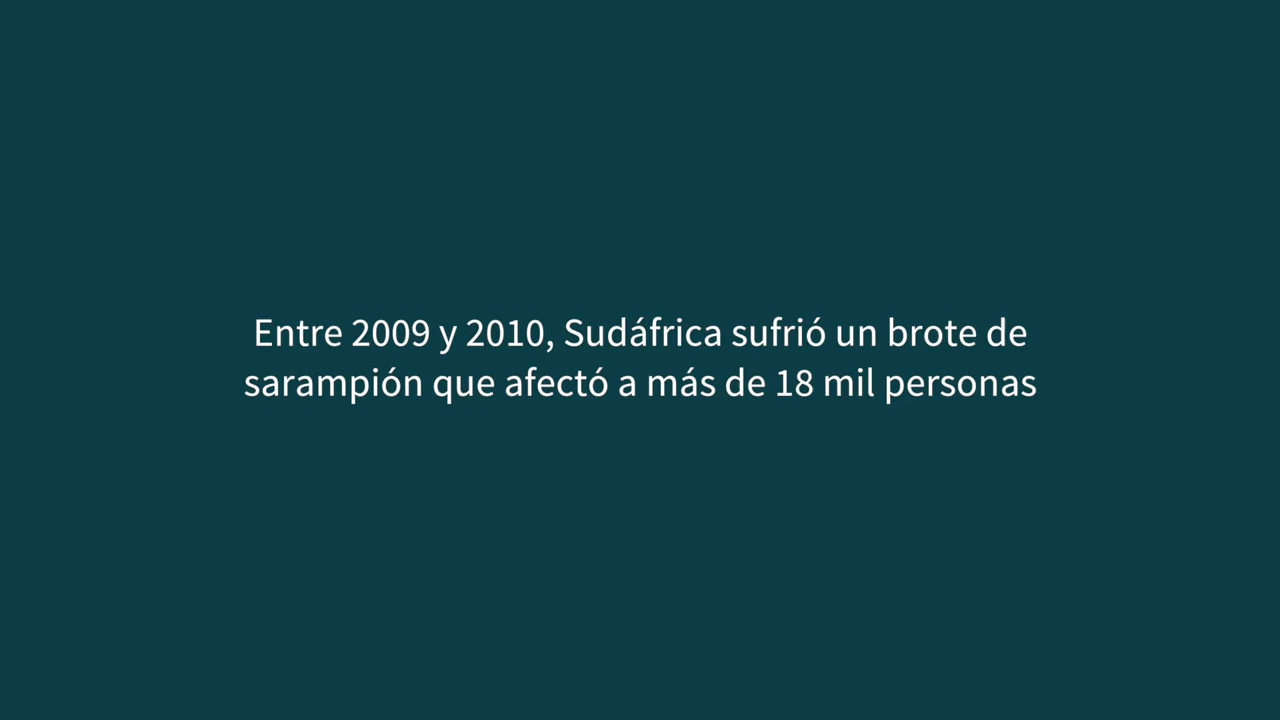 Entre 2009 y 2010, Sudáfrica sufrió un brote de
sarampión que afectó a más de 18 mil personas